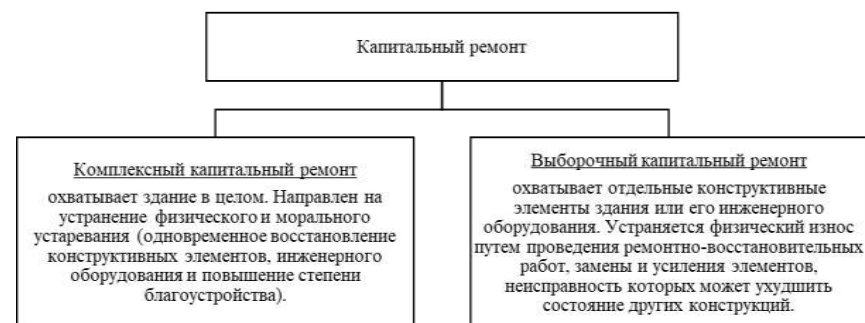 Капитальный ремонт
Комплексный капитальный ремонт
охватывает здание в целом. Направлен на
устранение физического и морального
устаревания (одновременное восстановление
конструктивных элементов, инженерного
оборудования и повышение степени
благоустройства).
Выборочный капитальный ремонт
охватывает отдельные конструктивные
элементы здания или его инженерного
оборудования. Устраняется физический износ
путем проведения ремонтно-восстановительных
работ, замены и усиления элементов,
неисправность которых может ухудшить
состояние других конструкций.